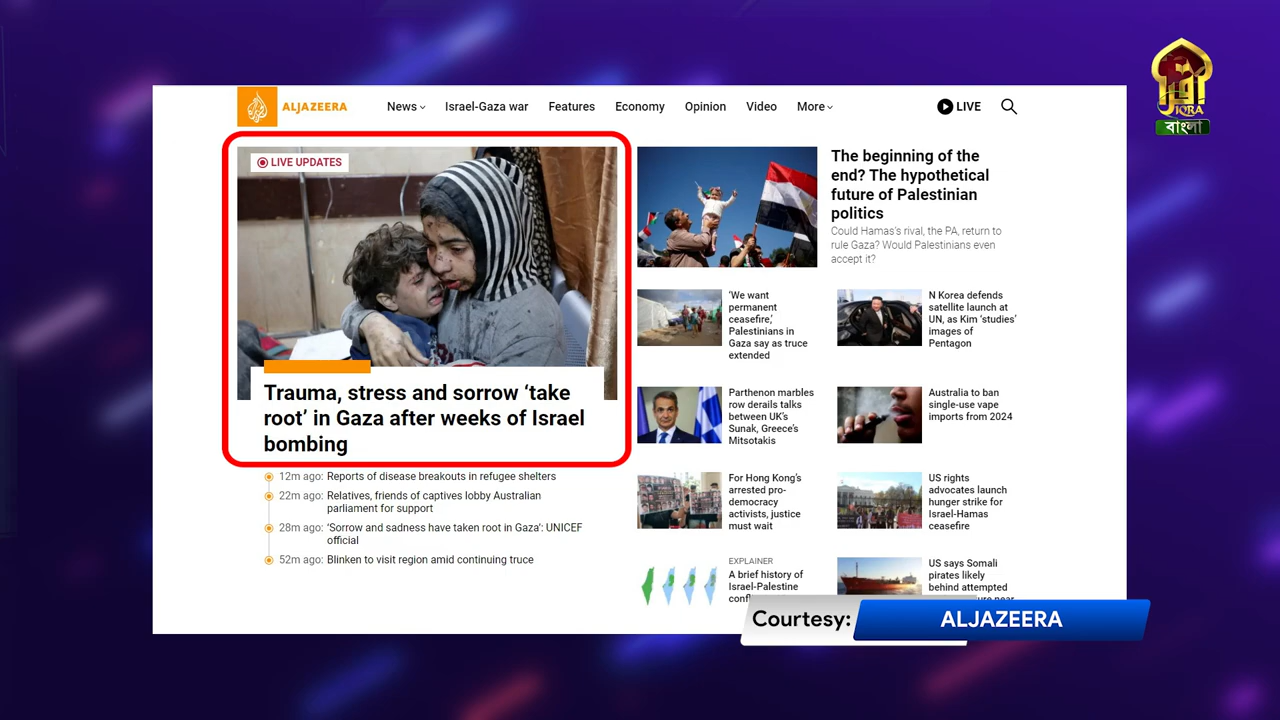 ALJAZEERA
News
Israel-Gaza war
Features
Economy
Opinion
Video
More
LIVE
LIVE UPDATES
Trauma, stress and sorrow ‘take
root’ in Gaza after weeks of Israel
bombing
12m ago: Reports of disease breakouts in refugee shelters
22m ago: Relatives, friends of captives lobby Australian
parliament for support
28m ago: ‘Sorrow and sadness have taken root in Gaza’: UNICEF
official
52m ago: Blinken to visit region amid continuing truce
The beginning of the
end? The hypothetical
future of Palestinian
politics
Could Hamas’s rival, the PA, return to
rule Gaza? Would Palestinians even
accept it?
‘We want
permanent
ceasefire,’
Palestinians in
Gaza say as truce
extended
N Korea defends
satellite launch at
UN, as Kim ‘studies’
images of
Pentagon
Parthenon marbles
row derails talks
between UK’s
Sunak, Greece’s
Mitsotakis
Australia to ban
single-use vape
imports from 2024
For Hong Kong’s
arrested pro-
democracy
activists, justice
must wait
US rights
advocates launch
hunger strike for
Israel-Hamas
ceasefire
EXPLAINER
A brief history of
Israel-Palestine
US says Somali
pirates likely
behind attempted
Courtesy:
ALJAZEERA
IQRA
বাংলা